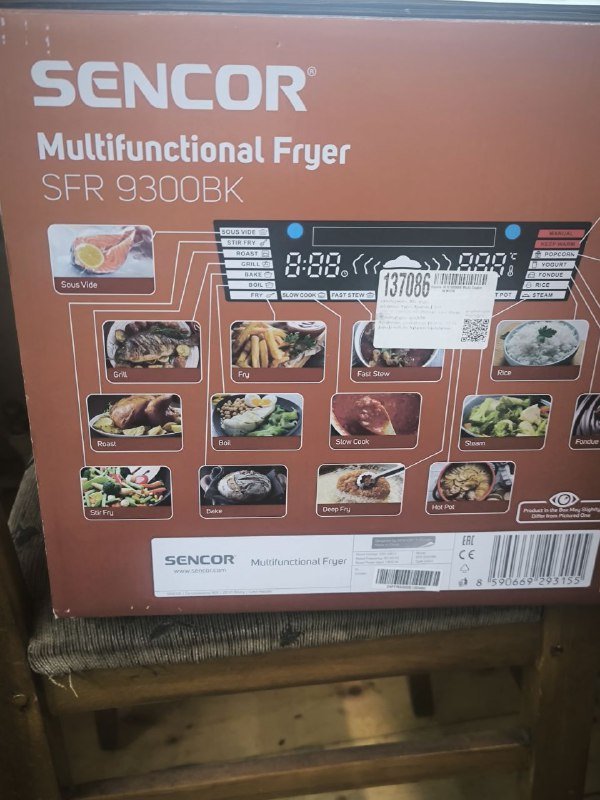 SENCOR®
Multifunctional Fryer
SFR 9300BK
SOUS VIDE
STIR FRY
ROAST
GRILL
BAKE
BOIL
FRY
SLOW COOK
FAST STEW
8:88
888
°C
137086
MANUAL
KEEP WARM
POPCORN
YOGURT
FONDUE
RICE
STEAM
POT
Sous Vide
Grill
Fry
Fast Stew
Rice
Roast
Boil
Slow Cook
Steam
Fondue
Stir Fry
Bake
Deep Fry
Hot Pot
Product in the Box May Slightly
Differ from Pictured One
SENCOR
www.sencor.com
Multifunctional Fryer
CE
8 590669 293155